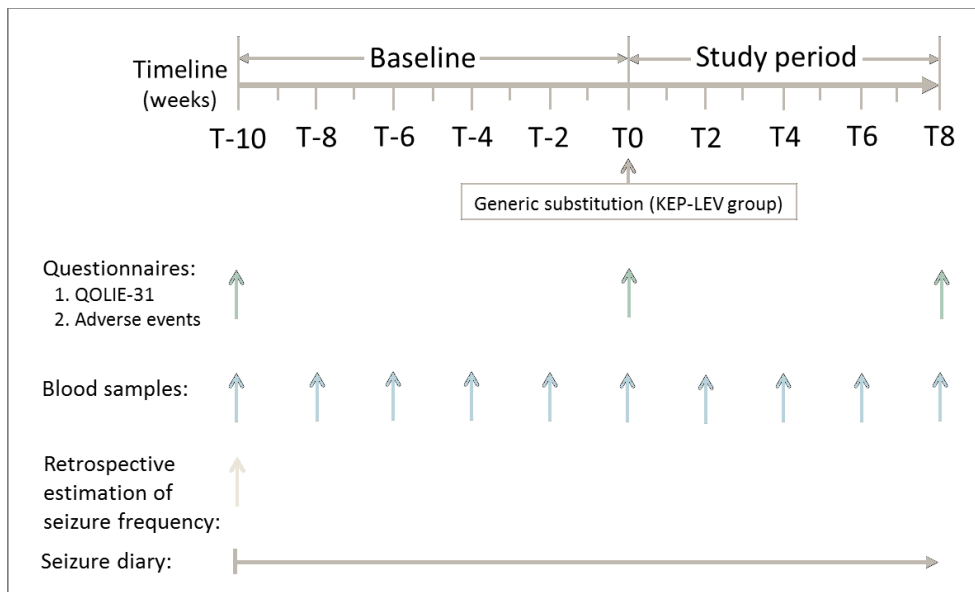 Baseline
Study period
Timeline
(weeks)
T-10 T-8 T-6 T-4 T-2 T0 T2 T4 T6 T8
Generic substitution (KEP-LEV group)
Questionnaires:
1. QOLIE-31
2. Adverse events
Blood samples:
Retrospective
estimation of
seizure frequency:
Seizure diary: